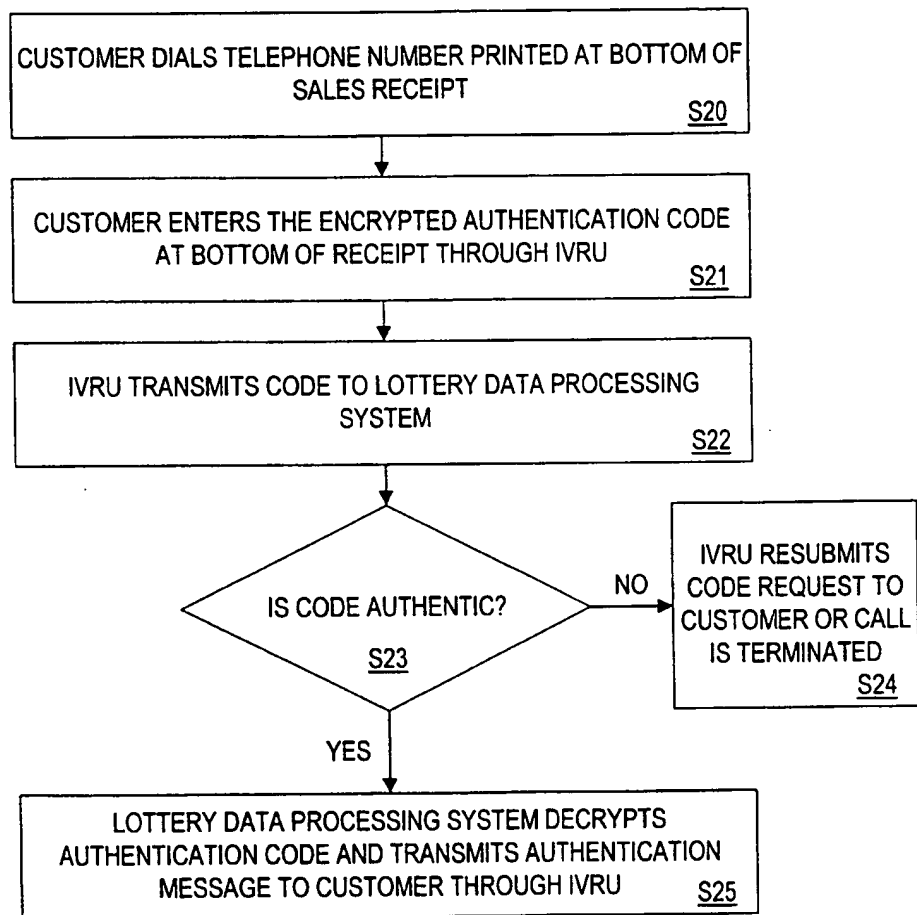 CUSTOMER DIALS TELEPHONE NUMBER PRINTED AT BOTTOM OF
SALES RECEIPT
S20
CUSTOMER ENTERS THE ENCRYPTED AUTHENTICATION CODE
AT BOTTOM OF RECEIPT THROUGH IVRU
S21
IVRU TRANSMITS CODE TO LOTTERY DATA PROCESSING
SYSTEM
S22
IS CODE AUTHENTIC?
S23
NO
IVRU RESUBMITS
CODE REQUEST TO
CUSTOMER OR CALL
IS TERMINATED
S24
YES
LOTTERY DATA PROCESSING SYSTEM DECRYPTS
AUTHENTICATION CODE AND TRANSMITS AUTHENTICATION
MESSAGE TO CUSTOMER THROUGH IVRU
S25